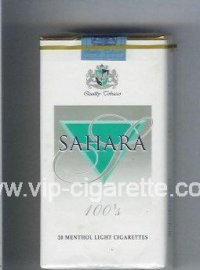 Quality Tobacco
SAHARA
S
100's
20 MENTHOL LIGHT CIGARETTES
www.vip-cigarette.com